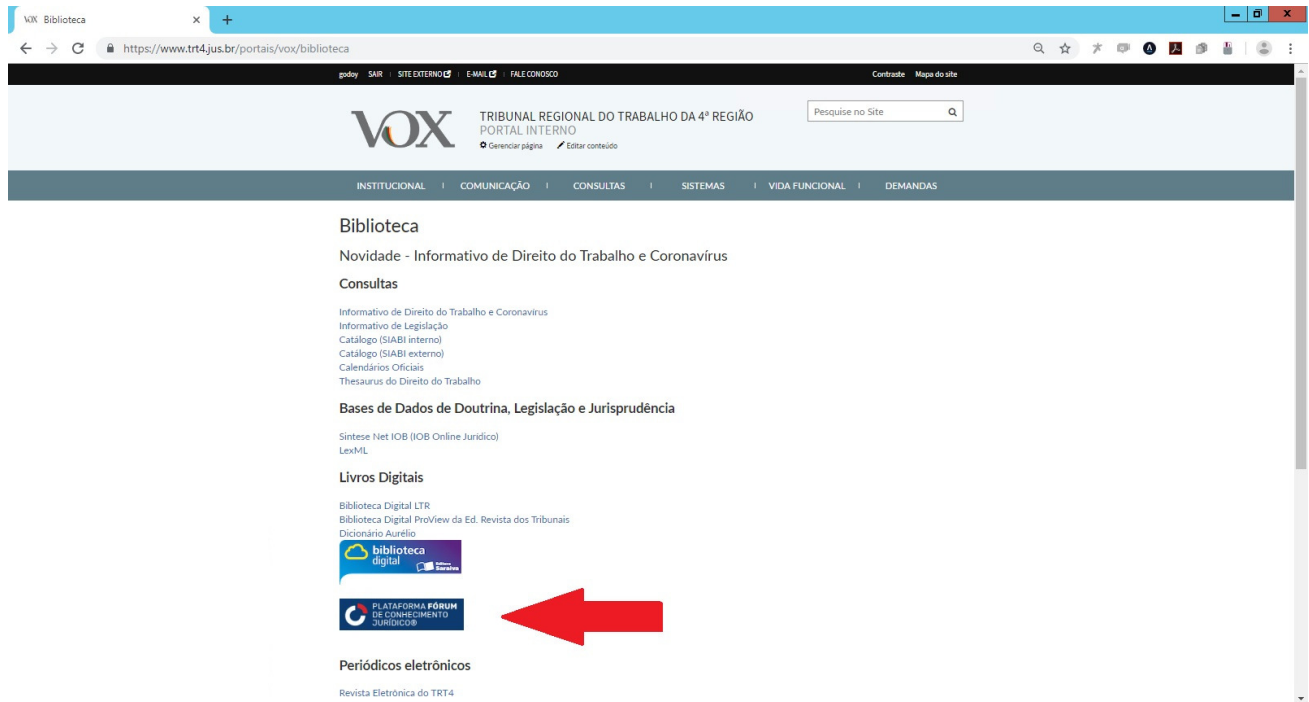 VOX Biblioteca
https://www.trt4.jus.br/portais/vox/biblioteca
godoy SAIR SITE EXTERNO E-MAIL FALE CONOSCO Contraste Mapa do site
VOX
TRIBUNAL REGIONAL DO TRABALHO DA 4ª REGIÃO
PORTAL INTERNO
Gerenciar página Editar conteúdo
Pesquise no Site
INSTITUCIONAL COMUNICAÇÃO CONSULTAS SISTEMAS VIDA FUNCIONAL DEMANDAS
Biblioteca
Novidade - Informativo de Direito do Trabalho e Coronavírus
Consultas
Informativo de Direito do Trabalho e Coronavírus
Informativo de Legislação
Catálogo (SIABI interno)
Catálogo (SIABI externo)
Calendários Oficiais
Thesaurus do Direito do Trabalho
Bases de Dados de Doutrina, Legislação e Jurisprudência
Sintese Net IOB (IOB Online Jurídico)
LexML
Livros Digitais
Biblioteca Digital LTR
Biblioteca Digital ProView da Ed. Revista dos Tribunais
Dicionário Aurélio
biblioteca
digital
Editora
Saraiva
PLATAFORMA FÓRUM
DE CONHECIMENTO
JURÍDICO®
Periódicos eletrônicos
Revista Eletrônica do TRT4